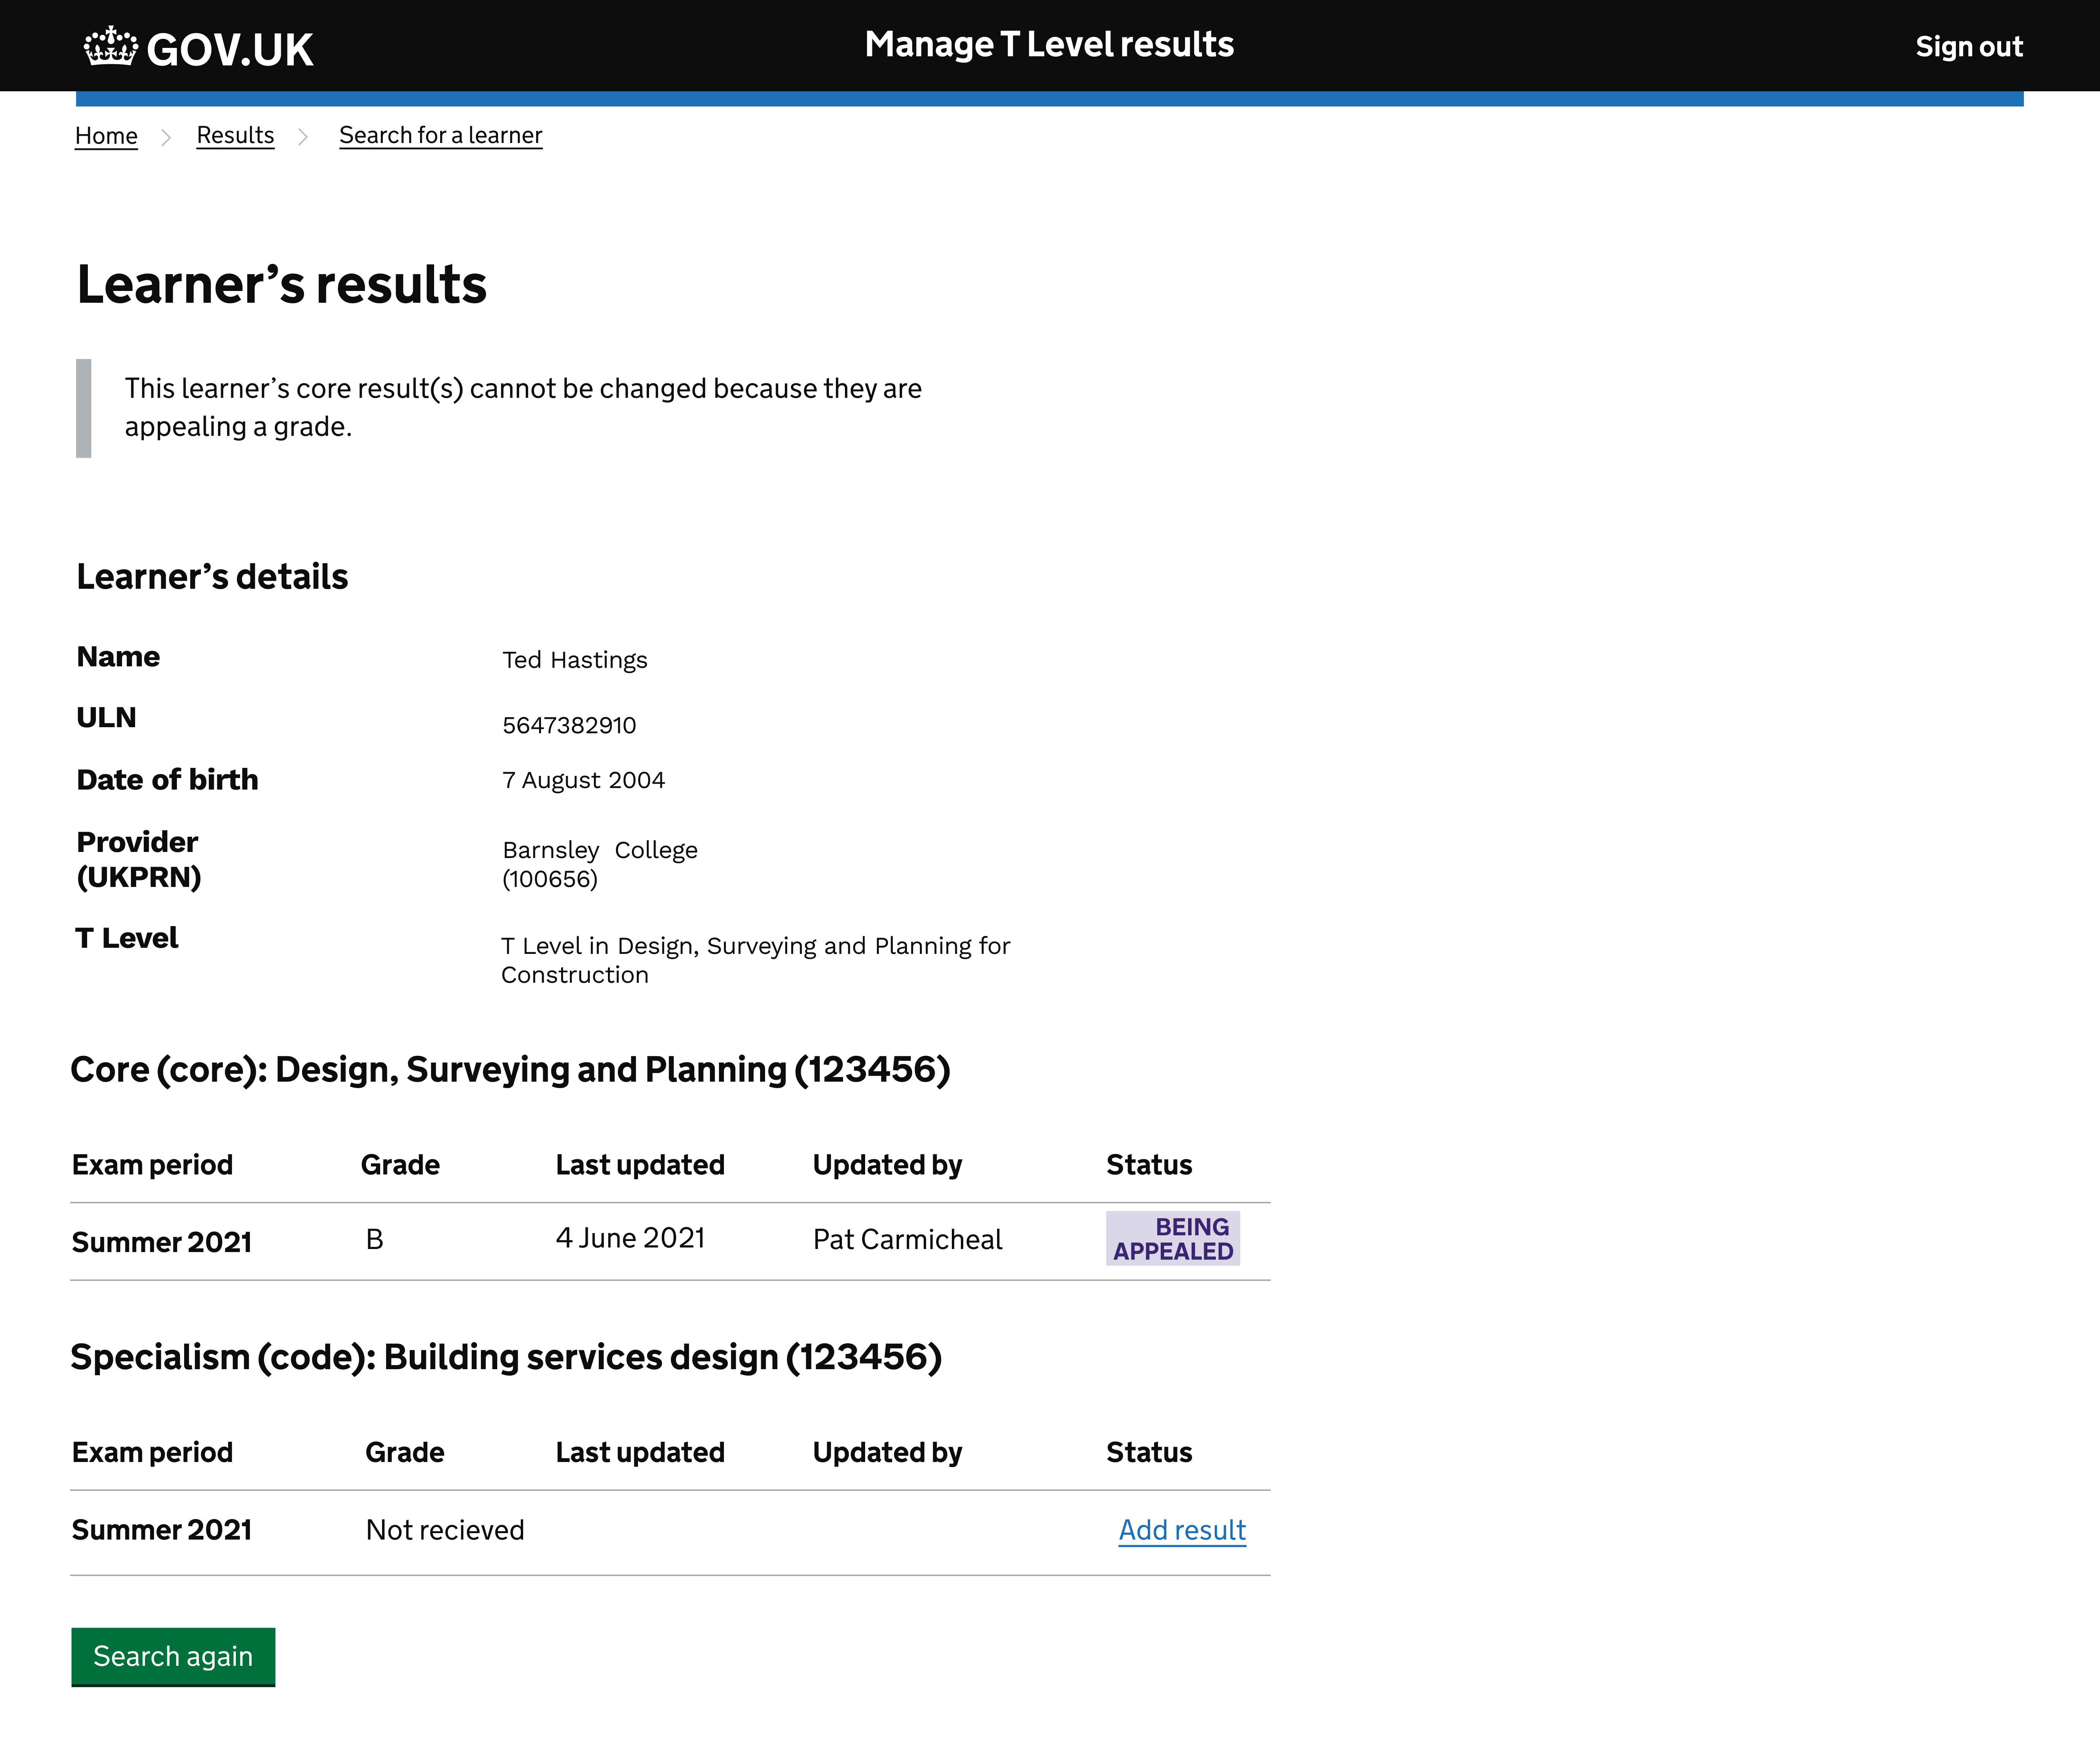 GOV.UK
Manage T Level results
Sign out
Home
Results
Search for a learner
Learner’s results
This learner’s core result(s) cannot be changed because they are
appealing a grade.
Learner’s details
Name Ted Hastings
ULN 5647382910
Date of birth 7 August 2004
Provider
(UKPRN)
Barnsley College
(100656)
T Level
T Level in Design, Surveying and Planning for
Construction
Core (core): Design, Surveying and Planning (123456)
Exam period Grade Last updated Updated by Status
Summer 2021 B 4 June 2021 Pat Carmicheal BEING
APPEALED
Specialism (code): Building services design (123456)
Exam period Grade Last updated Updated by Status
Summer 2021 Not recieved Add result
Search again